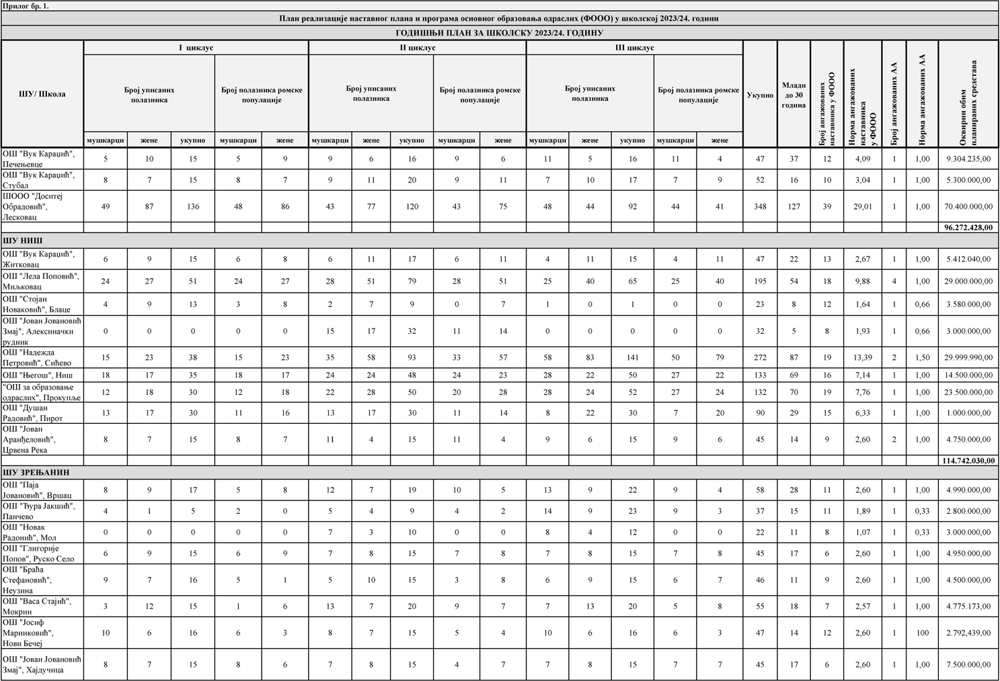 Прилог бр. 1.
План реализације наставног плана и програма основног образовања одраслих (ФООО) у школској 2023/24. години
ГОДИШЊИ ПЛАН ЗА ШКОЛСКУ 2023/24. ГОДИНУ
ШУ/ Школа
I циклус
II циклус
III циклус
Број уписаних полазника
Број полазника ромске популације
Број уписаних полазника
Број полазника ромске популације
Број уписаних полазника
Број полазника ромске популације
Укупно
Млади до 30 година
Број ангажованих наставника у ФООО
Норма ангажованих наставника у ФООО
Број ангажованих АА
Норма ангажованих АА
Оквирни обим планираних средстава
мушкарци жене укупно мушкарци жене мушкарци жене укупно мушкарци жене мушкарци жене укупно мушкарци жене
ОШ "Вук Караџић", Печењевце 5 10 15 5 9 9 6 16 9 6 11 5 16 11 4 47 37 12 4,09 1 1,00 9.304.235,00
ОШ "Вук Караџић", Стубал 8 7 15 8 7 9 11 20 9 11 7 10 17 7 9 52 16 10 3,04 1 1,00 5.300.000,00
ШООО "Доситеј Обрадовић", Лесковац 49 87 136 48 86 43 77 120 43 75 48 44 92 44 41 348 127 39 29,01 1 1,00 70.400.000,00
96.272.428,00
ШУ НИШ
ОШ "Вук Караџић", Житковац 6 9 15 6 8 6 11 17 6 11 4 11 15 4 11 47 22 13 2,67 1 1,00 5.412.040,00
ОШ "Лела Поповић", Миљковац 24 27 51 24 27 28 51 79 28 51 25 40 65 25 40 195 54 18 9,88 4 1,00 29.000.000,00
ОШ "Стојан Новаковић", Блаце 4 9 13 3 8 2 7 9 0 7 1 0 1 0 0 23 8 12 1,64 1 0,66 3.580.000,00
ОШ "Јован Јовановић Змај", Алексиначки рудник 0 0 0 0 0 15 17 32 11 14 0 0 0 0 0 32 5 8 1,93 1 0,66 3.000.000,00
ОШ "Надежда Петровић", Сићево 15 23 38 15 23 35 58 93 33 57 58 83 141 50 79 272 87 19 13,39 2 1,50 29.999.990,00
ОШ "Његош", Ниш 18 17 35 18 17 24 24 48 24 23 28 22 50 27 22 133 69 16 7,14 1 1,00 14.500.000,00
"ОШ за образовање одраслих", Прокупље 12 18 30 12 18 22 28 50 20 28 28 24 52 27 24 132 70 19 7,76 1 1,00 23.500.000,00
ОШ "Душан Радовић", Пирот 13 17 30 11 16 13 17 30 11 14 8 22 30 7 20 90 29 15 6,33 1 1,00 1.000.000,00
ОШ "Јован Аранђеловић", Црвена Река 8 7 15 8 7 11 4 15 11 4 9 6 15 9 6 45 14 9 2,60 2 1,00 4.750.000,00
114.742.030,00
ШУ ЗРЕЊАНИН
ОШ "Паја Јовановић", Вршац 8 9 17 5 8 12 7 19 10 5 13 9 22 9 4 58 28 11 2,60 1 1,00 4.990.000,00
ОШ "Ђура Јакшић", Панчево 4 1 5 2 0 5 4 9 4 2 14 9 23 9 3 37 15 11 1,89 1 0,33 2.800.000,00
ОШ "Новак Радонић", Мол 0 0 0 0 0 7 3 10 0 0 8 4 12 0 0 22 11 8 1,07 1 0,33 3.000.000,00
ОШ "Глигорије Попов", Руско Село 6 9 15 6 9 7 8 15 7 8 7 8 15 7 8 45 17 6 2,60 1 1,00 4.950.000,00
ОШ "Браћа Стефановић", Неузина 9 7 16 5 1 5 10 15 3 8 6 9 15 6 7 46 11 9 2,60 1 1,00 4.500.000,00
ОШ "Васа Стајић", Мокрин 3 12 15 1 6 13 7 20 9 7 7 13 20 5 8 55 18 7 2,57 1 1,00 4.775.173,00
ОШ "Јосиф Маринковић", Нови Бечеј 10 6 16 6 3 8 7 15 5 4 10 6 16 6 3 47 14 12 2,60 1 100 2.792,439,00
ОШ "Јован Јовановић Змај", Хајдучица 8 7 15 8 6 7 8 15 4 7 7 8 15 7 7 45 17 6 2,60 1 1,00 7.500.000,00